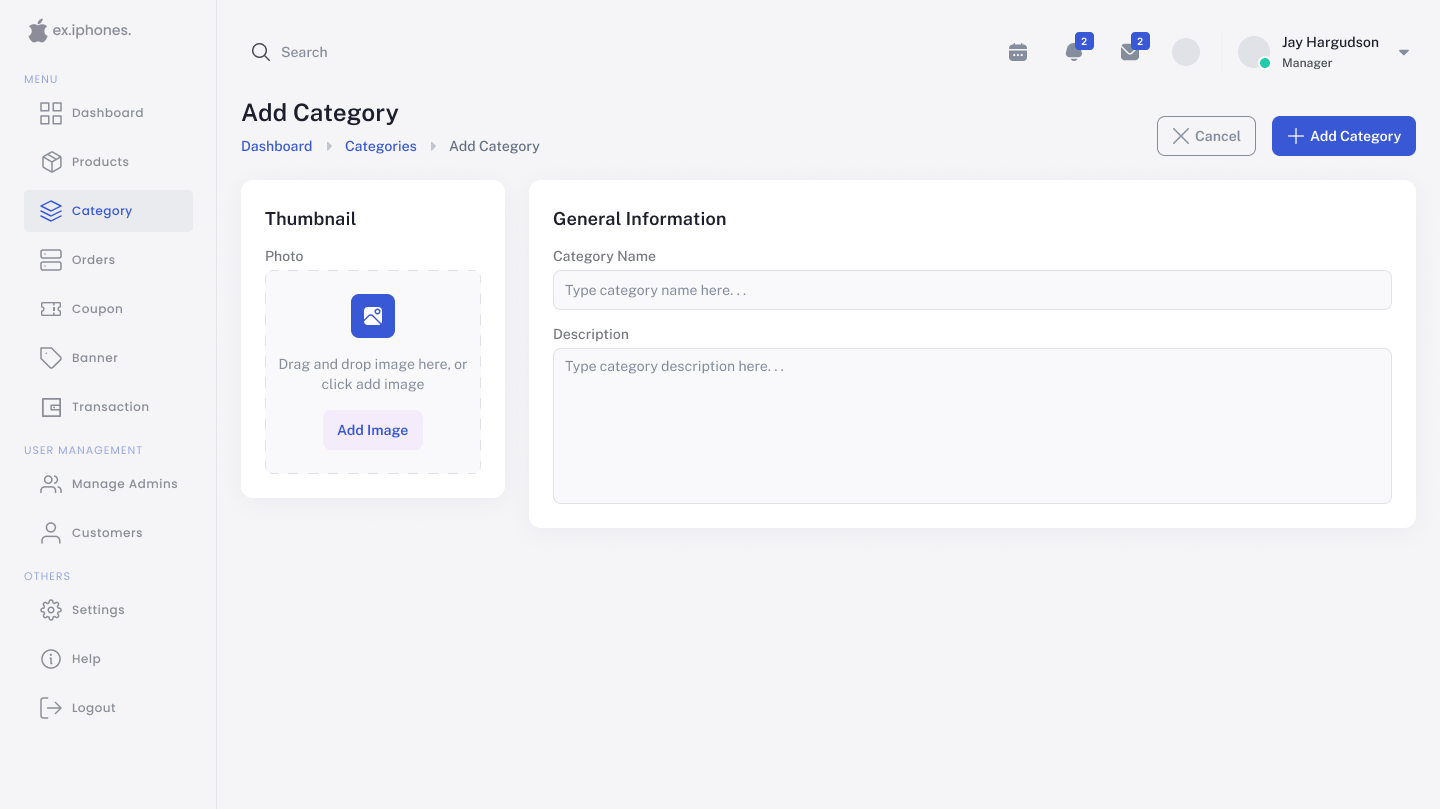 ex.iphones.
MENU
Dashboard
Products
Category
Orders
Coupon
Banner
Transaction
USER MANAGEMENT
Manage Admins
Customers
OTHERS
Settings
Help
Logout
Search
2
2
Jay Hargudson
Manager
Add Category
Dashboard Categories Add Category
Cancel
Add Category
Thumbnail
Photo
Drag and drop image here, or
click add image
Add Image
General Information
Category Name
Type category name here. . .
Description
Type category description here. . .